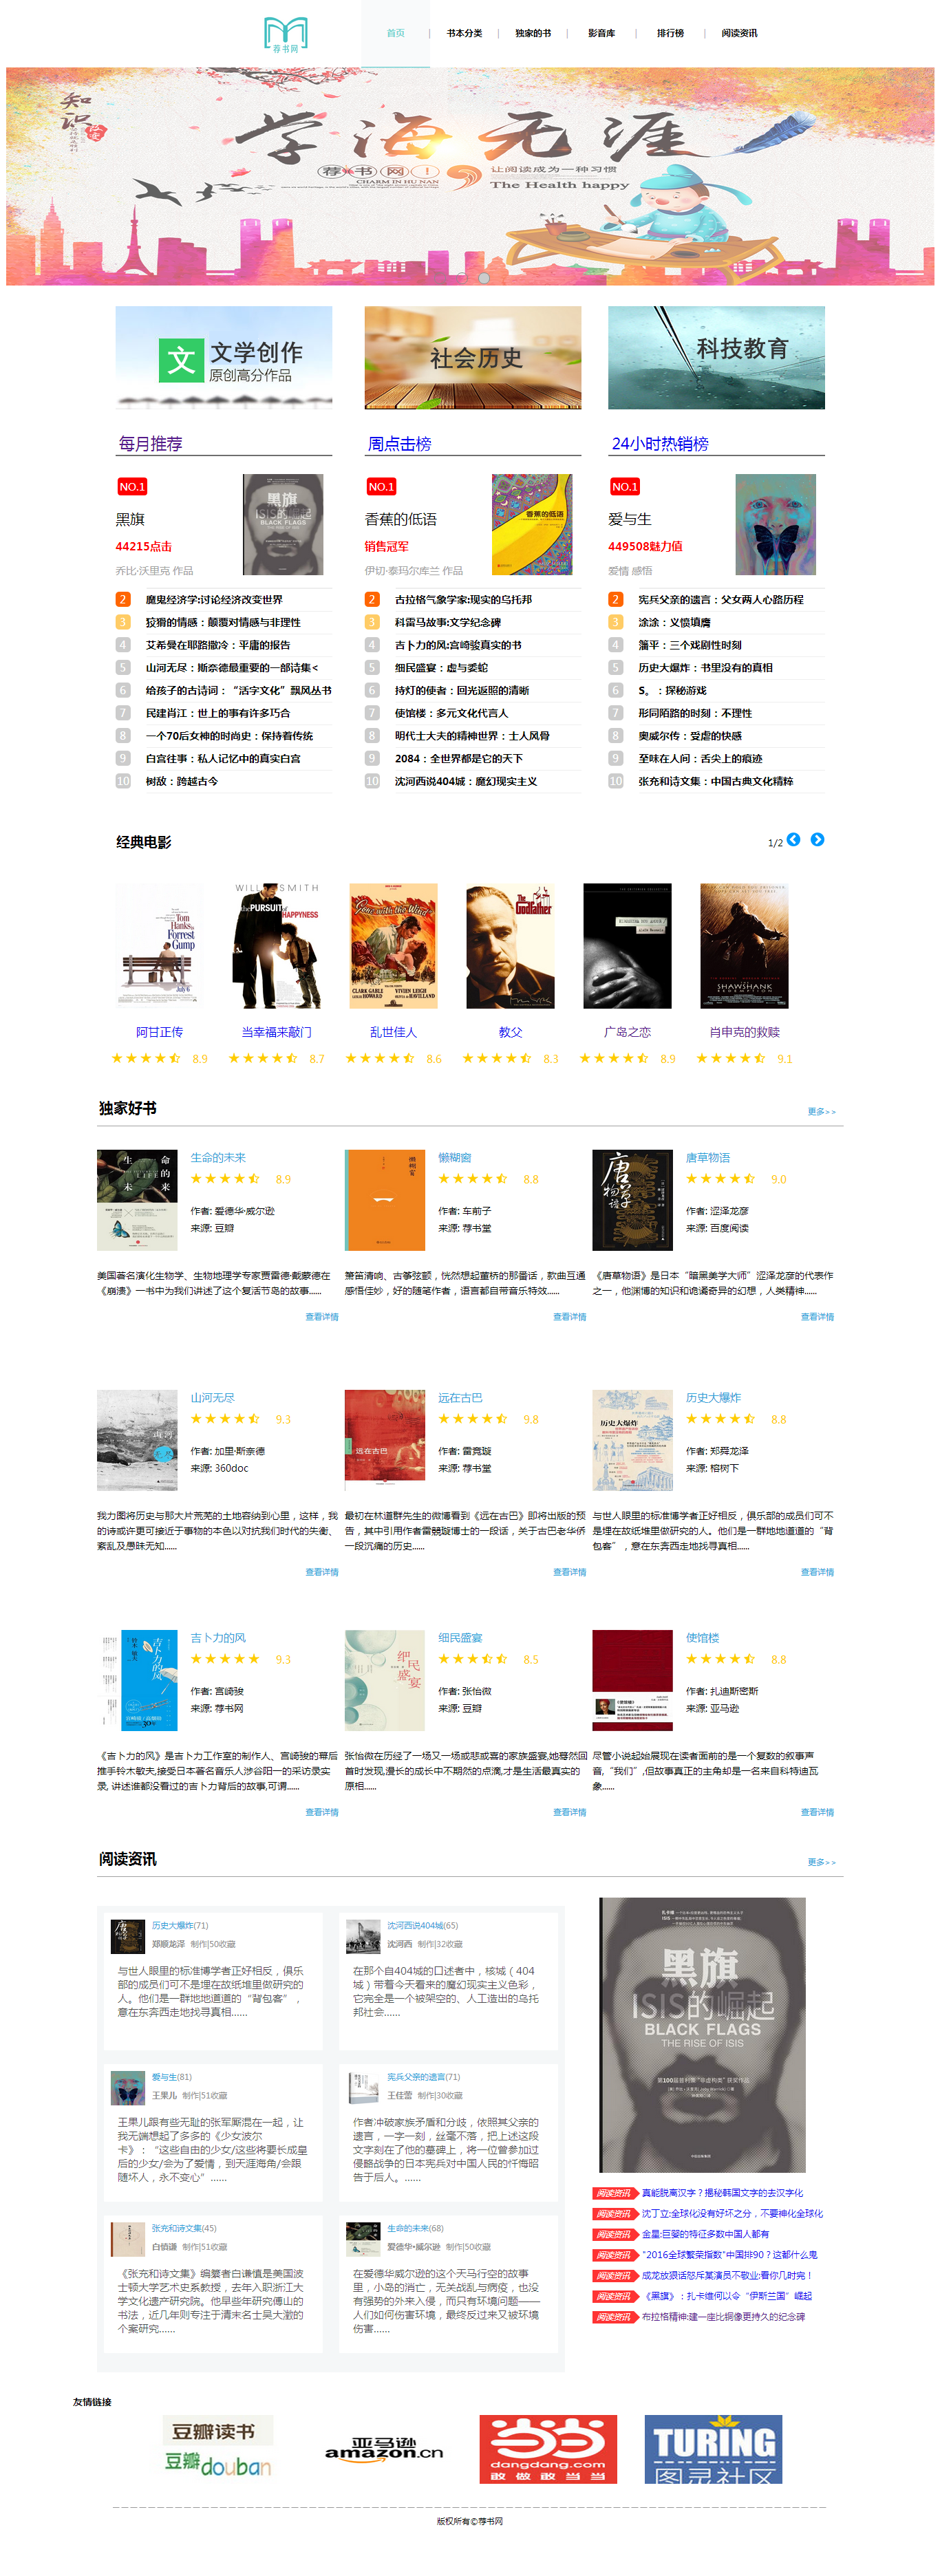 荐书网
首页
书本分类
独家的书
影音库
排行榜
阅读资讯
知识
学海无涯
荐书网！
让阅读成为一种习惯
CHARM IN HU NAN
The Health happy
文
文学创作
原创高分作品
社会历史
科技教育
每月推荐
NO.1
黑旗
44215点击
乔比·沃里克 作品
2 魔鬼经济学:讨论经济改变世界
3 狡猾的情感：颠覆对情感与非理性
4 艾希曼在耶路撒冷：平庸的报告
5 山河无尽：斯奈德最重要的一部诗集<
6 给孩子的古诗词：“活字文化”飘风丛书
7 民建肖江：世上的事有许多巧合
8 一个70后女神的时尚史：保持着传统
9 白宫往事：私人记忆中的真实白宫
10 树敌：跨越古今
周点击榜
NO.1
香蕉的低语
销售冠军
伊切·泰玛尔库兰 作品
2 古拉格气象学家:现实的乌托邦
3 科雷马故事:文学纪念碑
4 吉卜力的风:宫崎骏真实的书
5 细民盛宴：虚与委蛇
6 持灯的使者：回光返照的清晰
7 使馆楼：多元文化代言人
8 明代士大夫的精神世界：士人风骨
9 2084：全世界都是它的天下
10 沈河西说404城：魔幻现实主义
24小时热销榜
NO.1
爱与生
449508魅力值
爱情 感悟
2 宪兵父亲的遗言：父女两人心路历程
3 涂涂：义愤填膺
4 藩平：三个戏剧性时刻
5 历史大爆炸：书里没有的真相
6 S。：探秘游戏
7 形同陌路的时刻：不理性
8 奥威尔传：受虐的快感
9 至味在人间：舌尖上的痕迹
10 张充和诗文集：中国古典文化精粹
经典电影
1/2
Tom Hanks is Forrest Gump
July 6
WILL SMITH
the PURSUIT of HAPPYNESS
Gone with the Wind
CLARK GABLE
VIVIEN LEIGH
LESLIE HOWARD
The Godfather
SHAWSHANK
REDEMPTION
阿甘正传
当幸福来敲门
乱世佳人
教父
广岛之恋
肖申克的救赎
8.9
8.7
8.6
8.3
8.9
9.1
独家好书
更多>>
生命的未来
8.9
作者: 爱德华·威尔逊
来源: 豆瓣
美国著名演化生物学、生物地理学专家贾雷德·戴蒙德在
《崩溃》一书中为我们讲述了这个复活节岛的故事......
查看详情
懒糊窗
8.8
作者: 车前子
来源: 荐书堂
箫笛清响、古筝弦颤，恍然想起董桥的那番话，款曲互通
感悟任妙，好的随笔作者，语言都自带音乐特效......
查看详情
唐草物语
9.0
作者: 涩泽龙彦
来源: 百度阅读
《唐草物语》是日本“暗黑美学大师”涩泽龙彦的代表作
之一，他渊博的知识和诡谲奇异的幻想，人类精神......
查看详情
山河无尽
9.3
作者: 加里·斯奈德
来源: 360doc
我力图将历史与那大片荒芜的土地容纳到心里，这样，我
的诗或许更可接近于事物的本色以对抗我们时代的失衡、
紊乱及愚昧无知......
查看详情
远在古巴
9.8
作者: 雷竞璇
来源: 荐书堂
最初在林道群先生的微博看到《远在古巴》即将出版的预
告，其中引用作者雷競璇博士的一段话，关于古巴老华侨
一段沉痛的历史......
查看详情
历史大爆炸
8.8
作者: 郑舜龙泽
来源: 榕树下
与世人眼里的标准博学者正好相反，俱乐部的成员们可不
是埋在故纸堆里做研究的人。他们是一群地地道道的“背
包客”，意在东奔西走地找寻真相......
查看详情
吉卜力的风
9.3
作者: 宫崎骏
来源: 荐书网
《吉卜力的风》是吉卜力工作室的制作人、宫崎骏的幕后
推手铃木敏夫,接受日本著名音乐人涉谷阳一的采访录实
录, 讲述谁都没看过的吉卜力背后的故事,可谓......
查看详情
细民盛宴
8.5
作者: 张怡微
来源: 豆瓣
张怡微在历经了一场又一场或悲或喜的家族盛宴,她蓦然回
首时发现,漫长的成长中不期然的点滴,才是生活最真实的
原相......
查看详情
使馆楼
8.8
作者: 扎迪斯密斯
来源: 亚马逊
尽管小说起始展现在读者面前的是一个复数的叙事声
音,“我们”,但故事真正的主角却是一名来自科特迪瓦
象......
查看详情
阅读资讯
更多>>
历史大爆炸(71)
郑顺龙泽 制作|50收藏
与世人眼里的标准博学者正好相反，俱乐
部的成员们可不是埋在故纸堆里做研究的
人。他们是一群地地道道的“背包客”，
意在东奔西走地找寻真相......
沈河西说404城(65)
沈河西 制作|32收藏
在那个自404城的口述者中，核城（404
城）带着今天看来的魔幻现实主义色彩，
它完全是一个被架空的、人工造出的乌托
邦社会......
爱与生(81)
王果儿 制作|51收藏
王果儿跟有些无耻的张军厮混在一起，让
我无端想起了多多的《少女波尔
卡》：“这些自由的少女/这些将要长成皇
后的少女/会为了爱情，到天涯海角/会跟
随坏人，永不变心”......
宪兵父亲的遗言(71)
王佳蕾 制作|30收藏
作者冲破家族矛盾和分歧，依照其父亲的
遗言，一字一刻，丝毫不落，把上述这段
文字刻在了他的墓碑上，将一位曾参加过
侵略战争的日本宪兵对中国人民的忏悔昭
告于后人。......
张充和诗文集(45)
白侦谦 制作|51收藏
《张充和诗文集》编纂者白谦慎是美国波
士顿大学艺术史系教授，去年入职浙江大
学文化遗产研究院。他早些年研究傅山的
书法，近几年则专注于清末名士吴大澂的
个案研究......
生命的未来(68)
爱德华·威尔逊 制作|50收藏
在爱德华威尔逊的这个天马行空的故事
里，小岛的消亡，无关战乱与病疫，也没
有强势的外来入侵，而只有环境问题——
人们如何伤害环境，最终反过来又被环境
伤害......
黑旗
ISIS的崛起
BLACK FLAGS
THE RISE OF ISIS
阅读资讯 真能脱离汉字？揭秘韩国文字的去汉字化
阅读资讯 沈丁立:全球化没有好坏之分，不要神化全球化
阅读资讯 金星:巨婴的特征多数中国人都有
阅读资讯 "2016全球繁荣指数"中国排90？这都什么鬼
阅读资讯 成龙放狠话怒斥某演员不敬业:看你几时完！
阅读资讯 《黑旗》：扎卡维何以令“伊斯兰国”崛起
阅读资讯 布拉格精神:建一座比铜像更持久的纪念碑
友情链接
豆瓣读书
豆瓣douban
亚马逊
amazon.cn
当当
dangdang.com
敢做敢当当
TURING
图灵社区
版权所有©荐书网